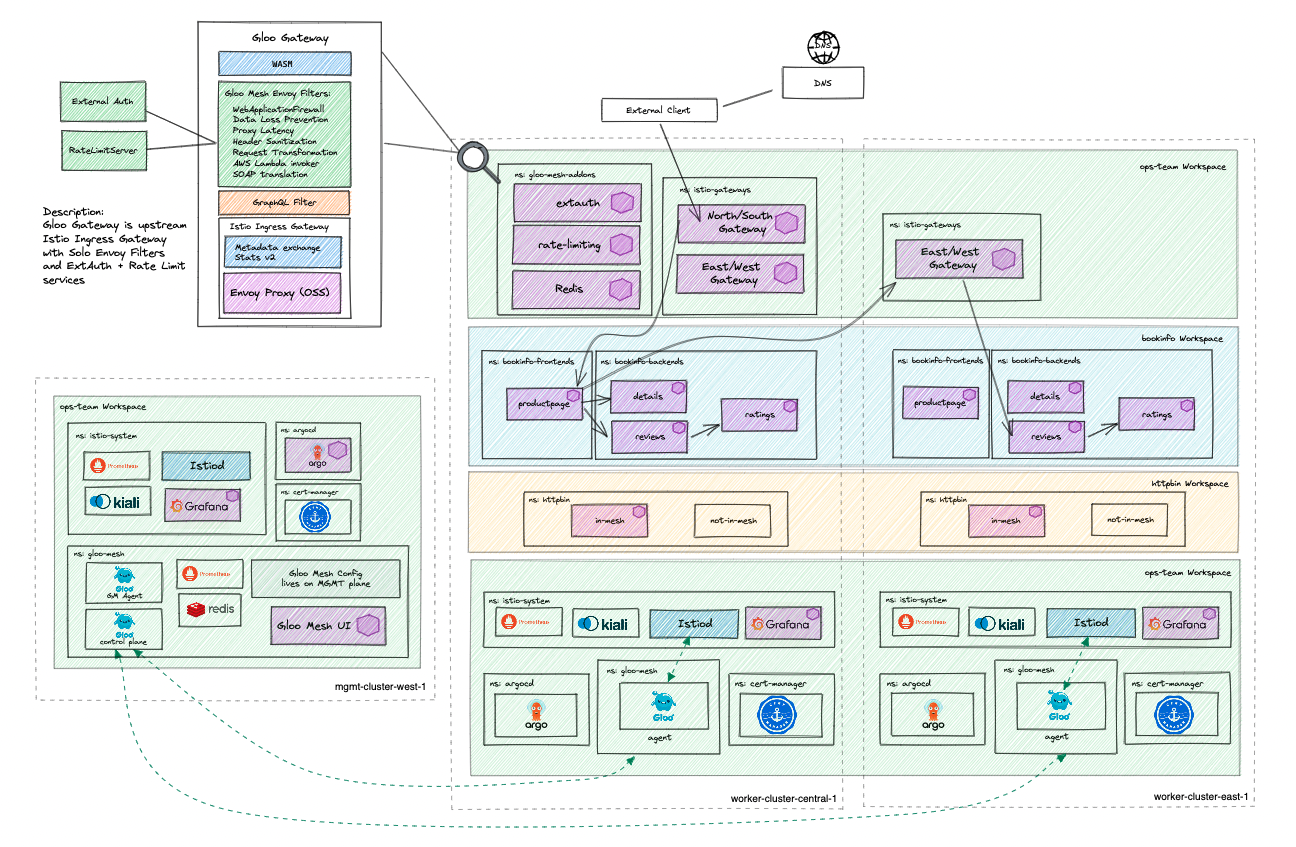 Gloo Gateway
WASM
Gloo Mesh Envoy Filters:
WebApplicationFirewall
Data Loss Prevention
Proxy Latency
Header Sanitization
Request Transformation
AWS Lambda invoker
SOAP translation
GraphQL Filter
Istio Ingress Gateway
Metadata exchange
Stats v2
Envoy Proxy (OSS)
External Auth
RateLimitServer
Description:
Gloo Gateway is upstream
Istio Ingress Gateway
with Solo Envoy Filters
and ExtAuth + Rate Limit
services
DNS
DNS
External Client
ops-team Workspace
ns: gloo-mesh-addons
extauth
rate-limiting
Redis
ns: istio-gateways
North/South
Gateway
East/West
Gateway
ns: istio-gateways
East/West
Gateway
bookinfo Workspace
ns: bookinfo-frontends
productpage
ns: bookinfo-backends
details
reviews
ratings
ns: bookinfo-frontends
productpage
ns: bookinfo-backends
details
reviews
ratings
httpbin Workspace
ns: httpbin
in-mesh
not-in-mesh
ns: httpbin
in-mesh
not-in-mesh
ops-team Workspace
ns: istio-system
Prometheus
kiali
Istiod
Grafana
ns: argocd
argo
ns: gloo-mesh
Gloo
agent
ns: cert-manager
worker-cluster-central-1
ns: istio-system
Prometheus
kiali
Istiod
Grafana
ns: argocd
argo
ns: gloo-mesh
Gloo
agent
ns: cert-manager
worker-cluster-east-1
ops-team Workspace
ns: istio-system
Prometheus
Istiod
kiali
Grafana
ns: argocd
argo
ns: cert-manager
ns: gloo-mesh
Gloo
GM Agent
Prometheus
Gloo Mesh Config
lives on MGMT plane
Gloo
control plane
redis
Gloo Mesh UI
mgmt-cluster-west-1